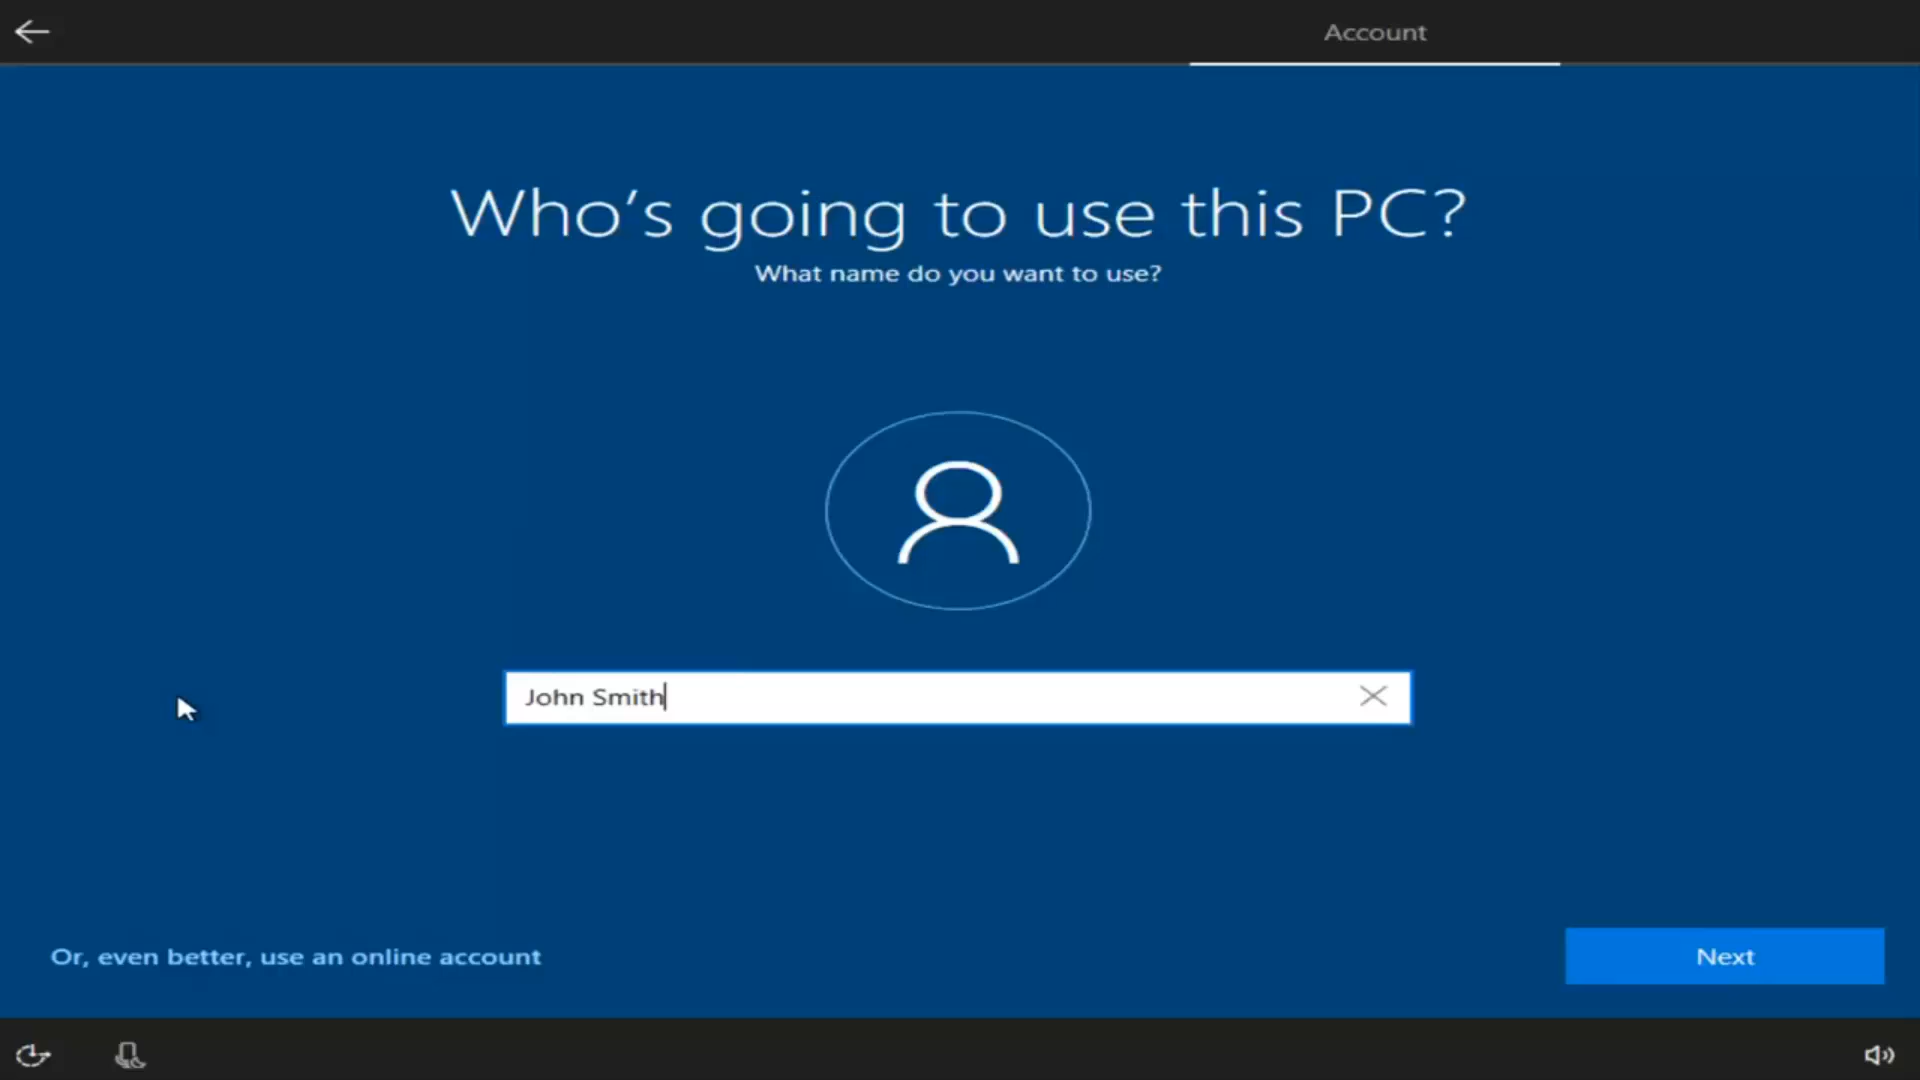 Account
Who's going to use this PC?
What name do you want to use?
John Smith
Or, even better, use an online account
Next